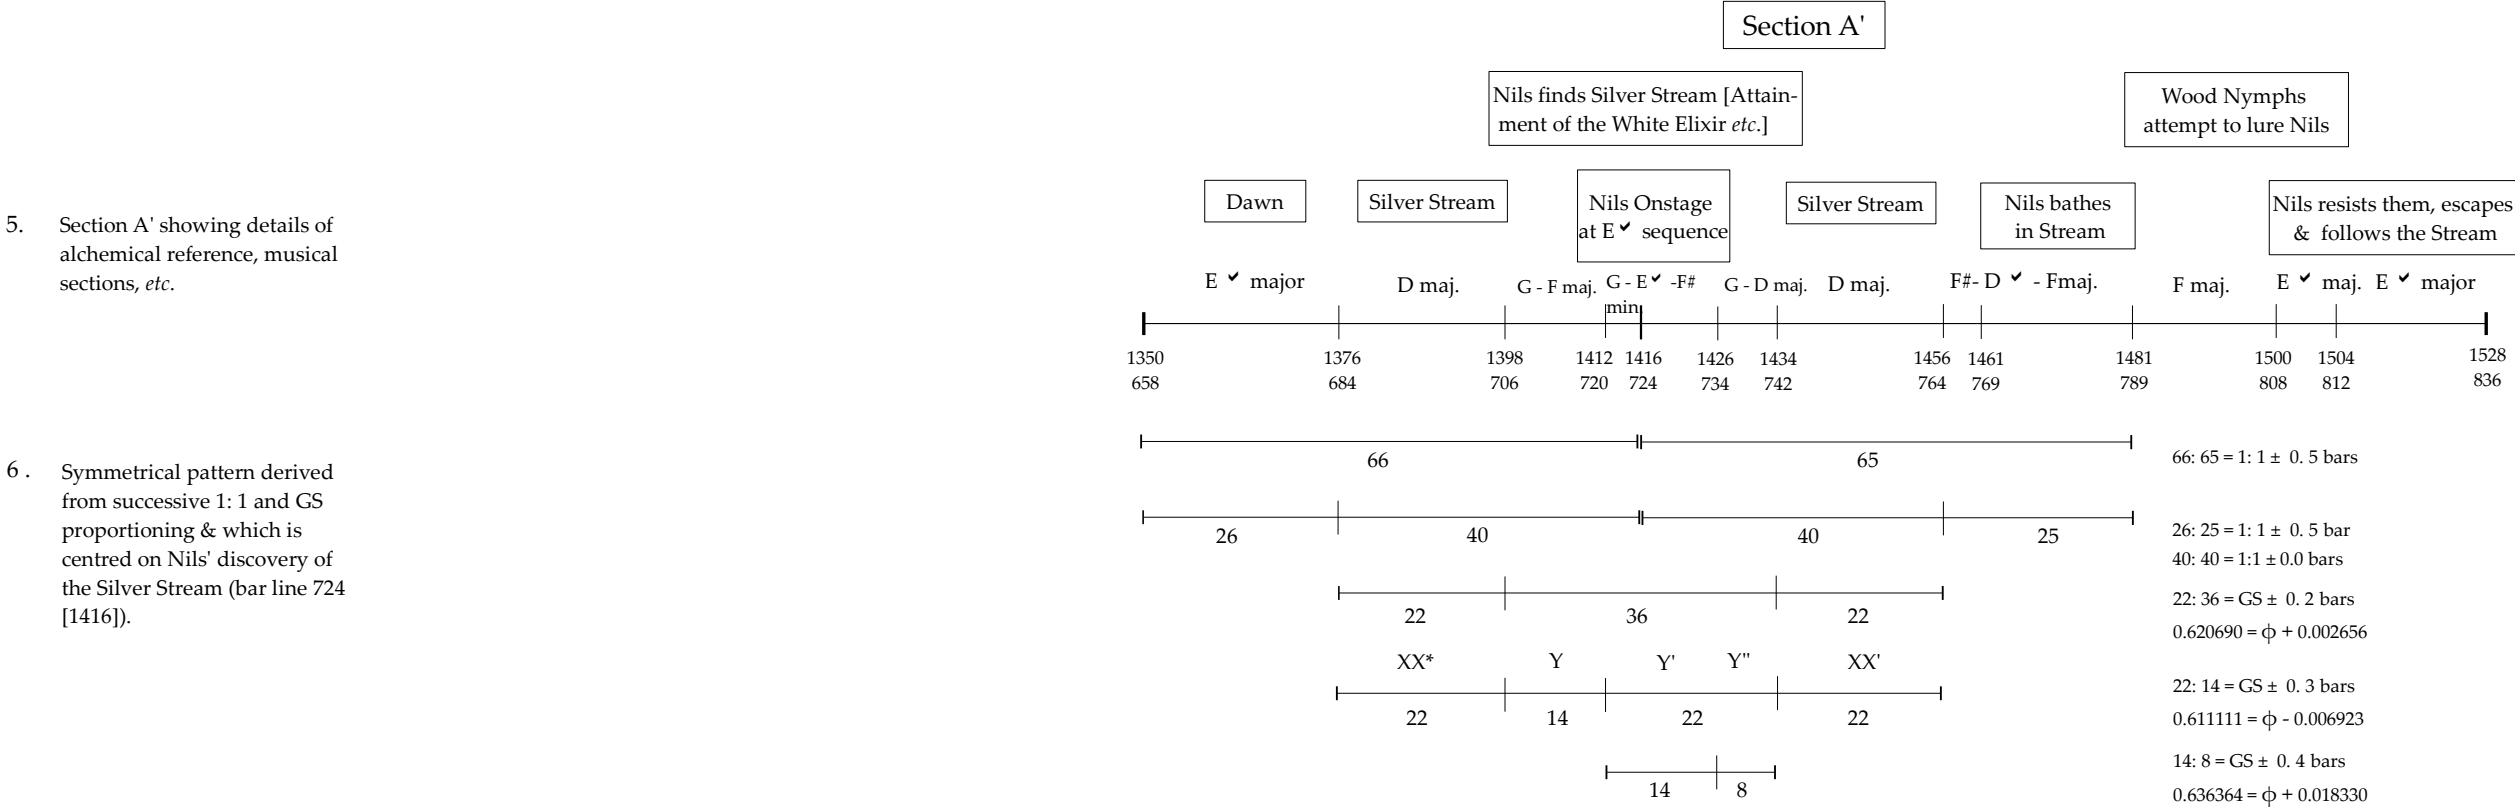 Section A'
Nils finds Silver Stream [Attain-
ment of the White Elixir etc.]
Wood Nymphs
attempt to lure Nils
Dawn
Silver Stream
Nils Onstage
at E ✔ sequence
Silver Stream
Nils bathes
in Stream
Nils resists them, escapes
& follows the Stream
5. Section A' showing details of
alchemical reference, musical
sections, etc.
E ✔ major
D maj.
G - F maj.
G - E ✔ -F#
min.
G - D maj.
D maj.
F#- D ✔ - Fmaj.
F maj.
E ✔ maj.
E ✔ major
1350 1376 1398 1412 1416 1426 1434 1456 1461 1481 1500 1504 1528
658 684 706 720 724 734 742 764 769 789 808 812 836
6 . Symmetrical pattern derived
from successive 1: 1 and GS
proportioning & which is
centred on Nils' discovery of
the Silver Stream (bar line 724
[1416]).
66 65
66: 65 = 1: 1 ± 0. 5 bars
26 40 40 25
26: 25 = 1: 1 ± 0. 5 bar
40: 40 = 1:1 ± 0.0 bars
22 36 22
22: 36 = GS ± 0. 2 bars
0.620690 = ϕ + 0.002656
XX* Y Y' Y" XX'
22 14 22 22
22: 14 = GS ± 0. 3 bars
0.611111 = ϕ - 0.006923
14 8
14: 8 = GS ± 0. 4 bars
0.636364 = ϕ + 0.018330